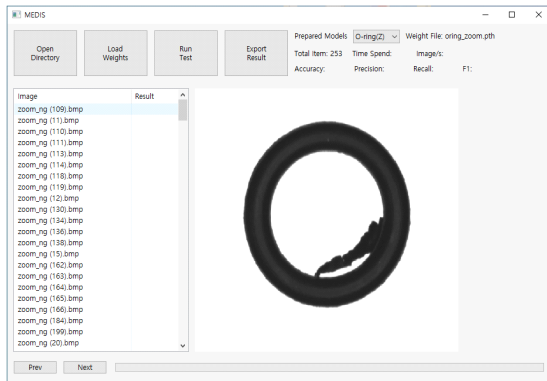 MEDiS
Open Directory
Load Weights
Run Test
Export Result
Prepared Models O-ring(Z) Weight File: oring_zoom.pth
Total Item: 253 Time Spend: Image/s:
Accuracy: Precision: Recall: F1:
Image Result
zoom_ng (109).bmp
zoom_ng (11).bmp
zoom_ng (110).bmp
zoom_ng (111).bmp
zoom_ng (113).bmp
zoom_ng (114).bmp
zoom_ng (118).bmp
zoom_ng (119).bmp
zoom_ng (12).bmp
zoom_ng (130).bmp
zoom_ng (134).bmp
zoom_ng (136).bmp
zoom_ng (138).bmp
zoom_ng (15).bmp
zoom_ng (162).bmp
zoom_ng (163).bmp
zoom_ng (164).bmp
zoom_ng (165).bmp
zoom_ng (166).bmp
zoom_ng (184).bmp
zoom_ng (199).bmp
zoom_ng (20).bmp
Prev Next